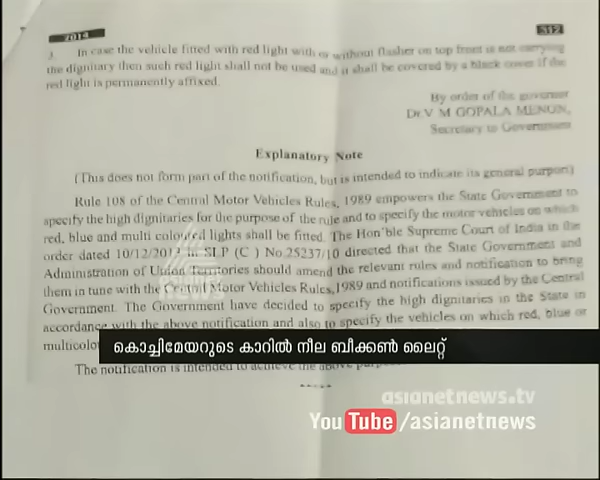 2014
312
3 In case the vehicle fitted with red light with or without flasher on top front is not carrying
the dignitary then such red light shall not be used and it shall be covered by a black cover if the
red light is permanently affixed.
By order of the governor
Dr.V M GOPALA MENON,
Secretary to Government
Explanatory Note
(This does not form part of the notification, but is intended to indicate its general purport)
Rule 108 of the Central Motor Vehicles Rules, 1989 empowers the State Government to
specify the high dignitaries for the purpose of the rule and to specify the motor vehicles on which
red, blue and multi coloured lights shall be fitted. The Hon'ble Supreme Court of India in the
order dated 10/12/2013 in SLP (C ) No.25237/10 directed that the State Government and
Administration of Union Territories should amend the relevant rules and notification to bring
them in tune with the Central Motor Vehicles Rules,1989 and notifications issued by the Central
Government. The Government have decided to specify the high dignitaries in the State in
accordance with the above notification and also to specify the vehicles on which red, blue or
multicolou
കൊച്ചിമേയറുടെ കാറിൽ നീല ബീക്കൺ ലൈറ്റ്
The notification is intended to achieve the above
NEWS
asianetnews.tv
YouTube/asianetnews